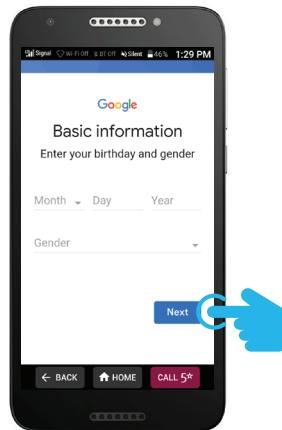 Signal Wi-Fi Off BT Off Silent 46% 1:29 PM
Google
Basic information
Enter your birthday and gender
Month Day Year
Gender
Next
BACK HOME CALL 5☆